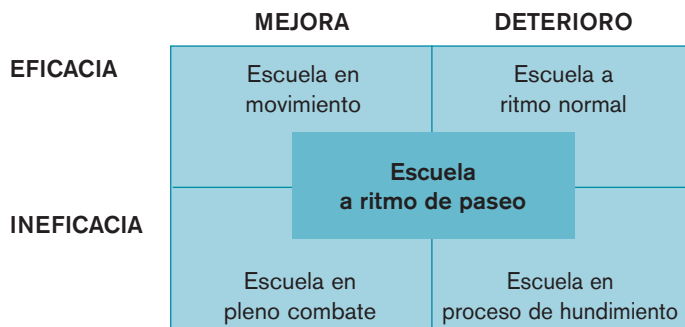 MEJORA
DETERIORO
EFICACIA
Escuela en
movimiento
Escuela a
ritmo normal
Escuela
a ritmo de paseo
INEFICACIA
Escuela en
pleno combate
Escuela en
proceso de hundimiento